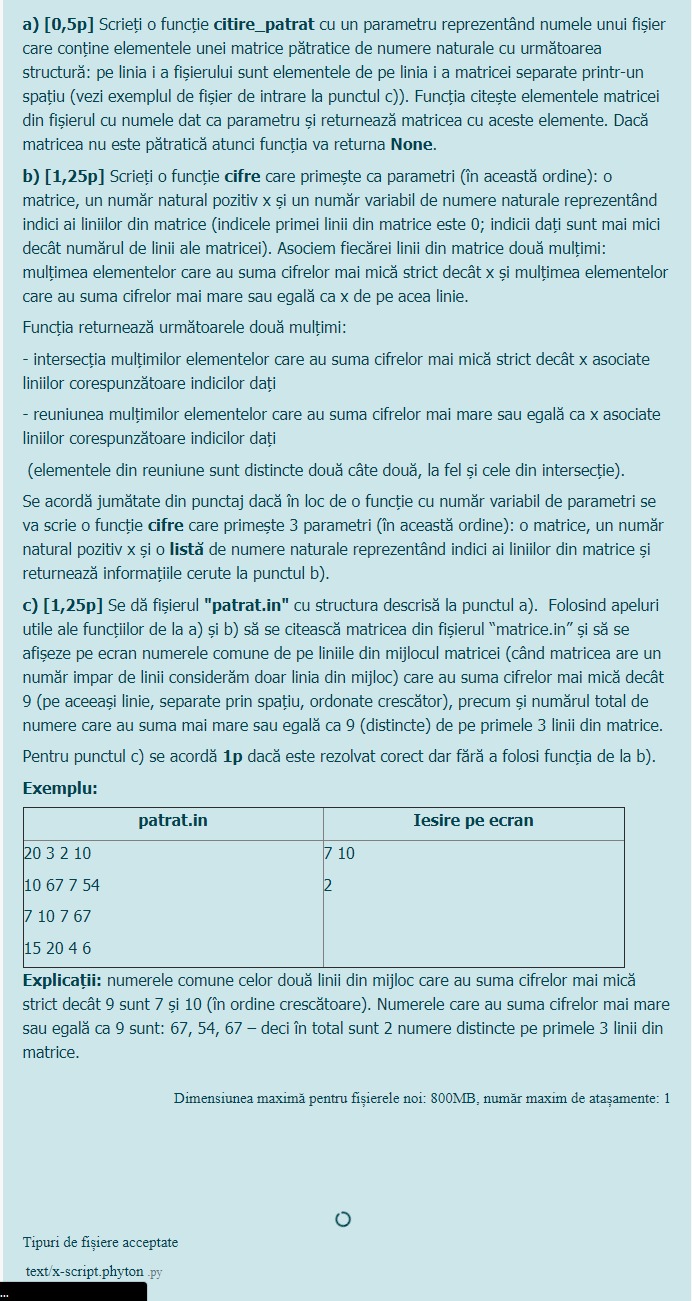 a) [0,5p] Scrieți o funcție citire_patrat cu un parametru reprezentând numele unui fișier
care conține elementele unei matrice pătratice de numere naturale cu următoarea
structură: pe linia i a fișierului sunt elementele de pe linia i a matricei separate printr-un
spațiu (vezi exemplul de fișier de intrare la punctul c)). Funcția citește elementele matricei
din fișierul cu numele dat ca parametru și returnează matricea cu aceste elemente. Dacă
matricea nu este pătratică atunci funcția va returna None.
b) [1,25p] Scrieți o funcție cifre care primește ca parametri (în această ordine): o
matrice, un număr natural pozitiv x și un număr variabil de numere naturale reprezentând
indici ai liniilor din matrice (indicele primei linii din matrice este 0; indicii dați sunt mai mici
decât numărul de linii ale matricei). Asociem fiecărei linii din matrice două mulțimi:
mulțimea elementelor care au suma cifrelor mai mică strict decât x și mulțimea elementelor
care au suma cifrelor mai mare sau egală ca x de pe acea linie.
Funcția returnează următoarele două mulțimi:
- intersecția mulțimilor elementelor care au suma cifrelor mai mică strict decât x asociate
liniilor corespunzătoare indicilor dați
- reuniunea mulțimilor elementelor care au suma cifrelor mai mare sau egală ca x asociate
liniilor corespunzătoare indicilor dați
(elementele din reuniune sunt distincte două câte două, la fel și cele din intersecție).
Se acordă jumătate din punctaj dacă în loc de o funcție cu număr variabil de parametri se
va scrie o funcție cifre care primește 3 parametri (în această ordine): o matrice, un număr
natural pozitiv x și o listă de numere naturale reprezentând indici ai liniilor din matrice și
returnează informațiile cerute la punctul b).
c) [1,25p] Se dă fișierul "patrat.in" cu structura descrisă la punctul a). Folosind apeluri
utile ale funcțiilor de la a) și b) să se citească matricea din fișierul “matrice.in” și să se
afișeze pe ecran numerele comune de pe liniile din mijlocul matricei (când matricea are un
număr impar de linii considerăm doar linia din mijloc) care au suma cifrelor mai mică decât
9 (pe aceeași linie, separate prin spațiu, ordonate crescător), precum și numărul total de
numere care au suma mai mare sau egală ca 9 (distincte) de pe primele 3 linii din matrice.
Pentru punctul c) se acordă 1p dacă este rezolvat corect dar fără a folosi funcția de la b).
Exemplu:
patrat.in Iesire pe ecran
20 3 2 10 7 10
10 67 7 54 2
7 10 7 67
15 20 4 6
Explicații: numerele comune celor două linii din mijloc care au suma cifrelor mai mică
strict decât 9 sunt 7 și 10 (în ordine crescătoare). Numerele care au suma cifrelor mai mare
sau egală ca 9 sunt: 67, 54, 67 – deci în total sunt 2 numere distincte pe primele 3 linii din
matrice.
Dimensiunea maximă pentru fișierele noi: 800MB, număr maxim de atașamente: 1
Tipuri de fișiere acceptate
text/x-script.phyton .py
...